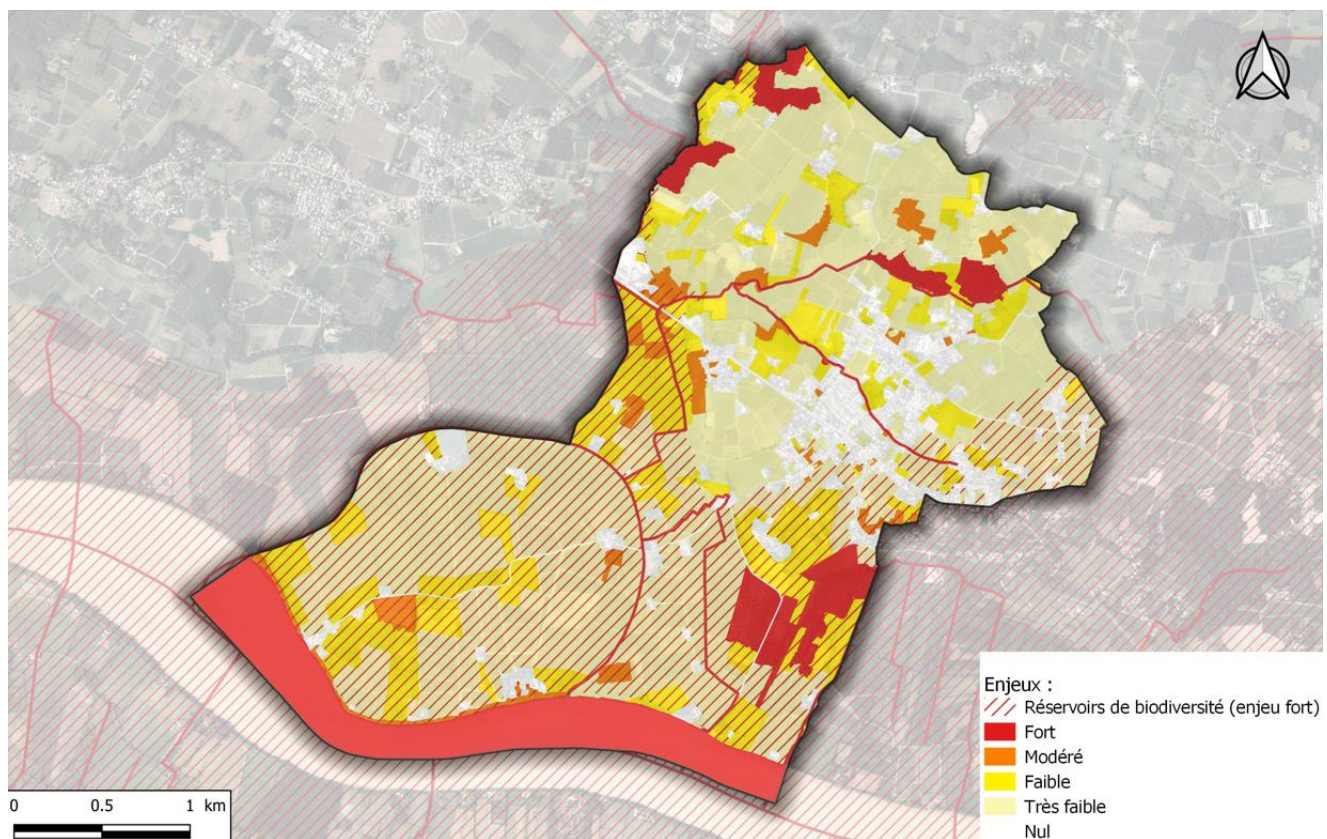 Enjeux :
Réservoirs de biodiversité (enjeu fort)
Fort
Modéré
Faible
Très faible
Nul
0 0.5 1 km